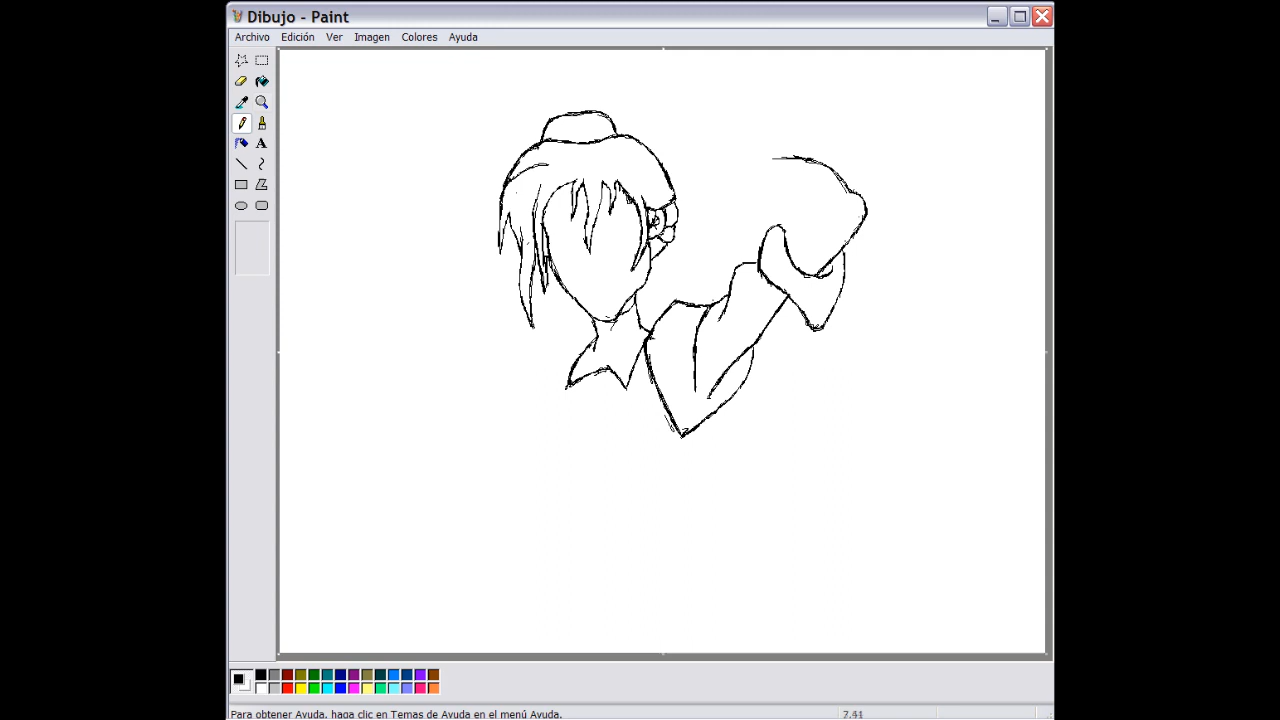 Dibujo - Paint
Archivo Edición Ver Imagen Colores Ayuda
A
Para obtener Ayuda, haga clic en Temas de Ayuda en el menú Ayuda.
7,41